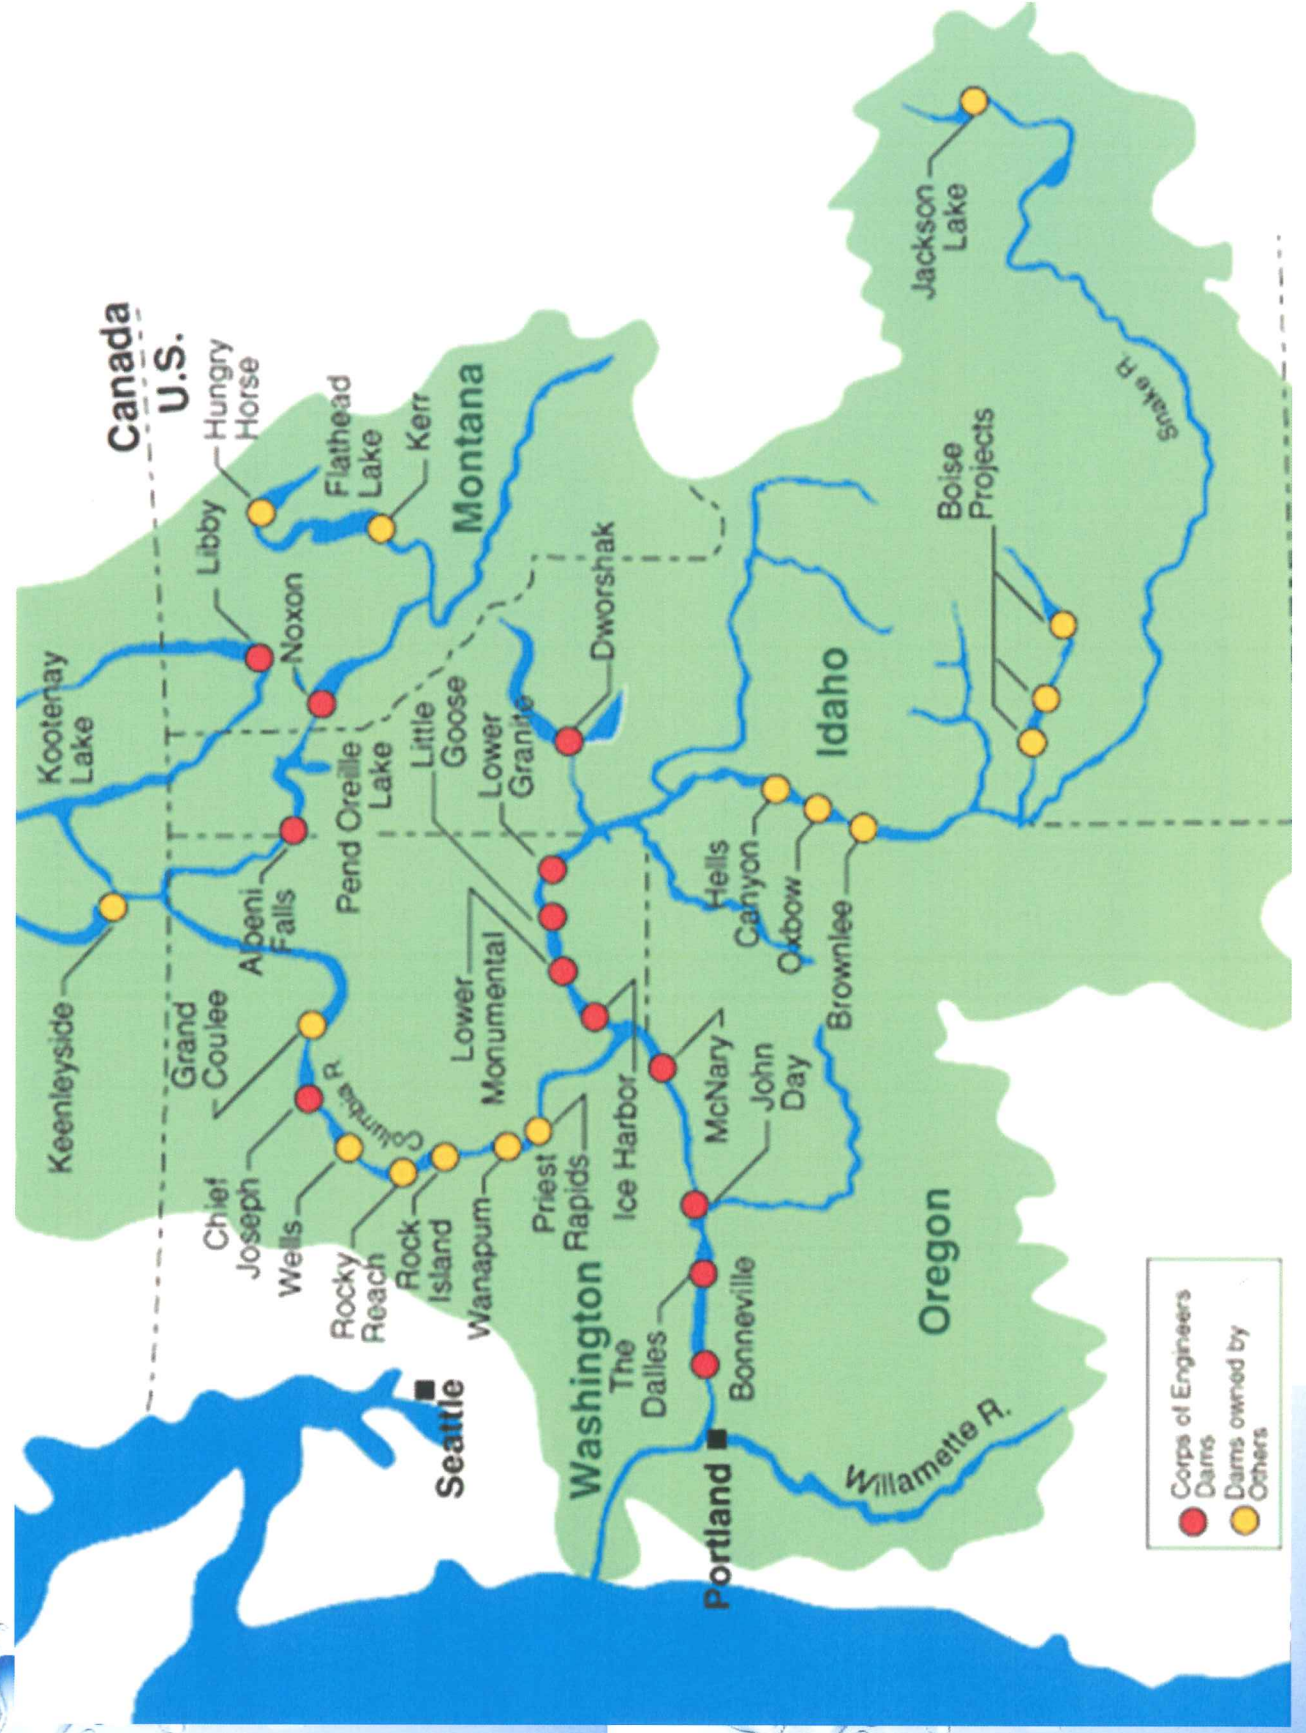 Canada
U.S.
Kootenay
Lake
Keenleyside
Libby
Hungry
Horse
Flathead
Lake
Kerr
Noxon
Montana
Albeni
Falls
Pend Oreille
Lake
Grand
Coulee
Chief
Joseph
Wells
Rocky
Reach
Rock
Island
Wanapum
Priest
Rapids
Columbia R.
Seattle
Washington
Lower
Monumental
Little
Goose
Lower
Granite
Dworshak
Ice Harbor
McNary
John
Day
The
Dalles
Bonneville
Portland
Willamette R.
Oregon
Hells
Canyon
Oxbow
Brownlee
Idaho
Boise
Projects
Snake R.
Jackson
Lake
Corps of Engineers
Dams
Dams owned by
Others